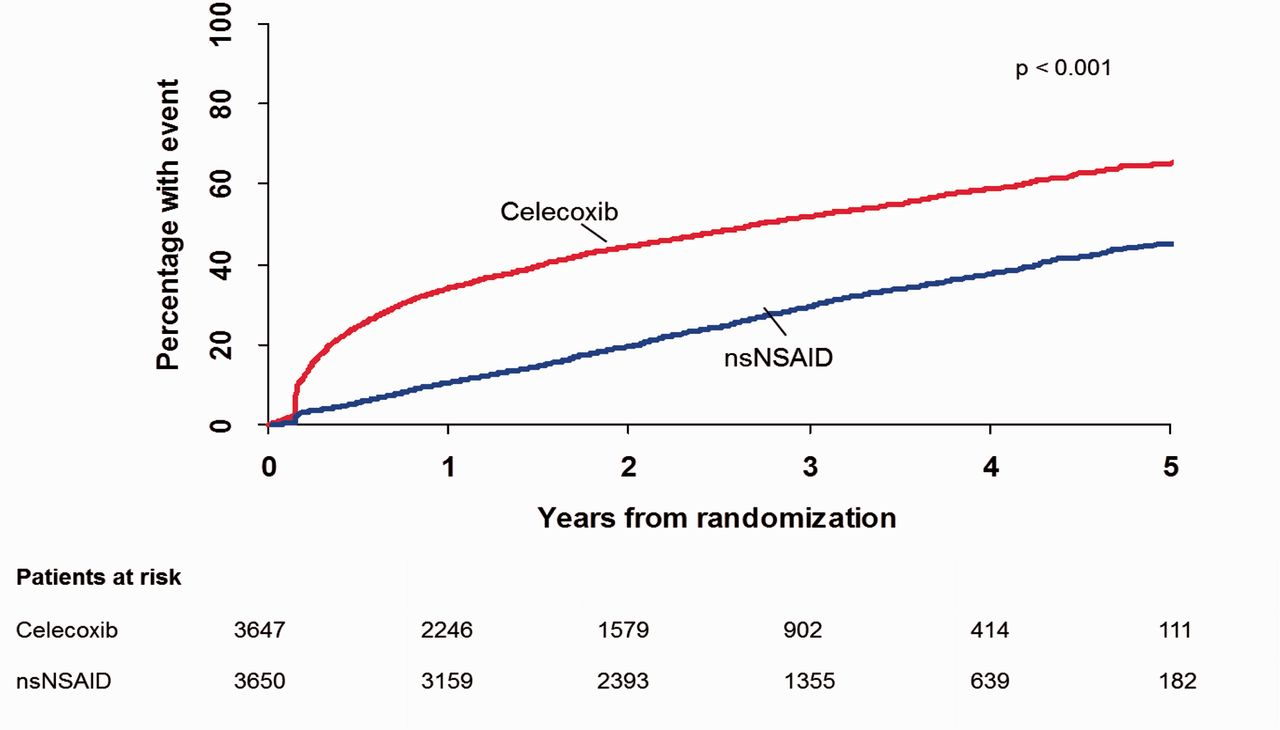 100
p < 0.001
80
Percentage with event
60
Celecoxib
40
nsNSAID
20
0
0 1 2 3 4 5
Years from randomization
Patients at risk
Celecoxib 3647 2246 1579 902 414 111
nsNSAID 3650 3159 2393 1355 639 182